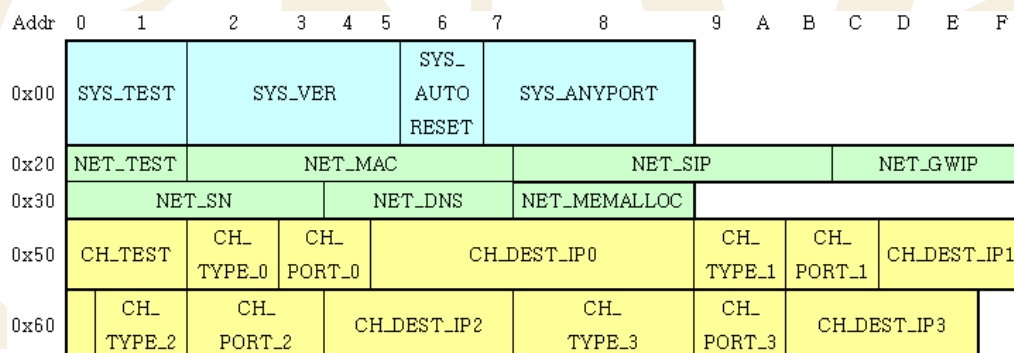 Addr 0 1 2 3 4 5 6 7 8 9 A B C D E F
0x00 SYS_TEST SYS_VER SYS_ AUTO RESET SYS_ANYPORT
0x20 NET_TEST NET_MAC NET_SIP NET_GWIP
0x30 NET_SN NET_DNS NET_MEMALLOC
0x50 CH_TEST CH_ TYPE_0 CH_ PORT_0 CH_DEST_IP0 CH_ TYPE_1 CH_ PORT_1 CH_DEST_IP1
0x60 CH_ TYPE_2 CH_ PORT_2 CH_DEST_IP2 CH_ TYPE_3 CH_ PORT_3 CH_DEST_IP3